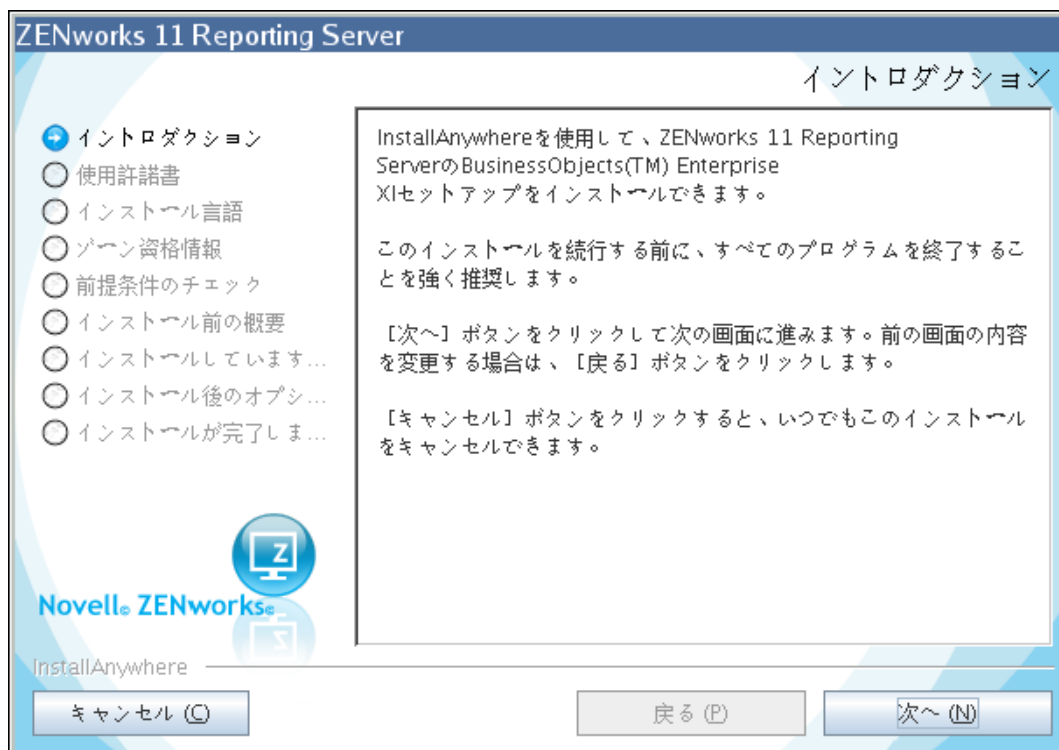 ZENworks 11 Reporting Server
イントロダクション
イントロダクション
使用許諾書
インストール言語
ゾーン資格情報
前提条件のチェック
インストール前の概要
インストールしています...
インストール後のオプシ...
インストールが完了しま...
InstallAnywhereを使用して、ZENworks 11 Reporting
ServerのBusinessObjects(TM) Enterprise
XIセットアップをインストールできます。
このインストールを続行する前に、すべてのプログラムを終了するこ
とを強く推奨します。
［次へ］ボタンをクリックして次の画面に進みます。前の画面の内容
を変更する場合は、［戻る］ボタンをクリックします。
［キャンセル］ボタンをクリックすると、いつでもこのインストール
をキャンセルできます。
Z
Novell® ZENworks®
InstallAnywhere
キャンセル (C)
戻る (P)
次へ (N)